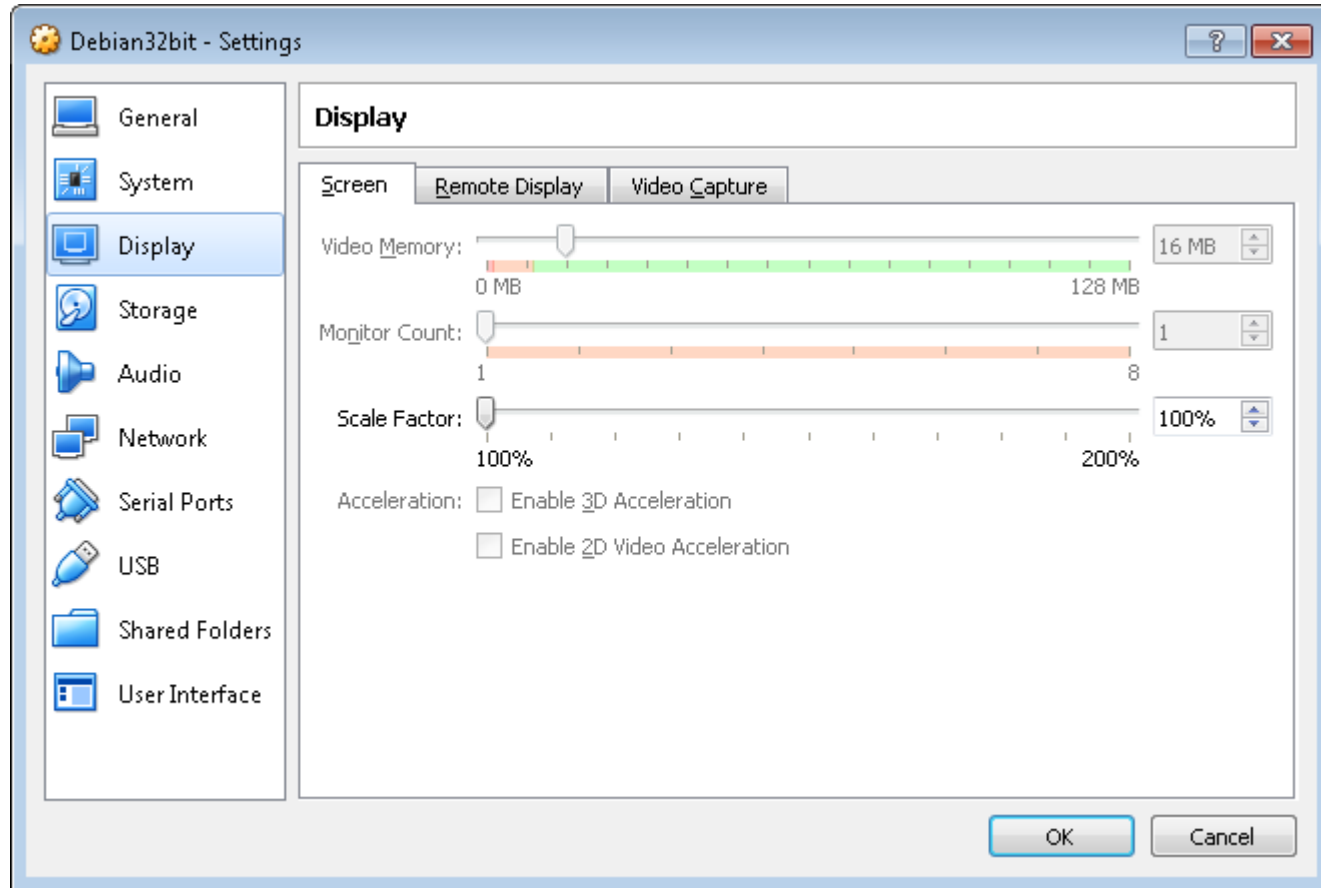 Debian32bit - Settings
General
System
Display
Storage
Audio
Network
Serial Ports
USB
Shared Folders
User Interface
Display
Screen
Remote Display
Video Capture
Video Memory:
16 MB
0 MB
128 MB
Monitor Count:
1
1
8
Scale Factor:
100%
100%
200%
Acceleration:
Enable 3D Acceleration
Enable 2D Video Acceleration
OK
Cancel